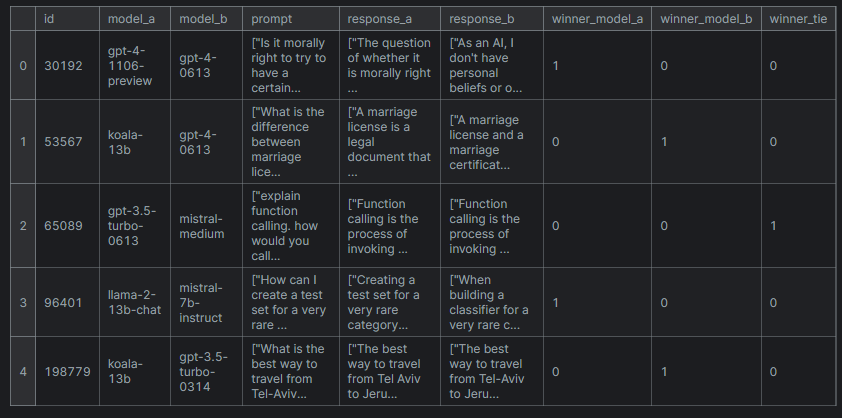 id model_a model_b prompt response_a response_b winner_model_a winner_model_b winner_tie
0 30192 gpt-4-1106-preview gpt-4-0613 ["Is it morally right to try to have a certain... ["The question of whether it is morally right ... ["As an AI, I don't have personal beliefs or o... 1 0 0
1 53567 koala-13b gpt-4-0613 ["What is the difference between marriage lice... ["A marriage license is a legal document that ... ["A marriage license and a marriage certificat... 0 1 0
2 65089 gpt-3.5-turbo-0613 mistral-medium ["explain function calling. how would you call... ["Function calling is the process of invoking ... ["Function calling is the process of invoking ... 0 0 1
3 96401 llama-2-13b-chat mistral-7b-instruct ["How can I create a test set for a very rare ... ["Creating a test set for a very rare category... ["When building a classifier for a very rare c... 1 0 0
4 198779 koala-13b gpt-3.5-turbo-0314 ["What is the best way to travel from Tel-Aviv... ["The best way to travel from Tel Aviv to Jeru... ["The best way to travel from Tel-Aviv to Jeru... 0 1 0